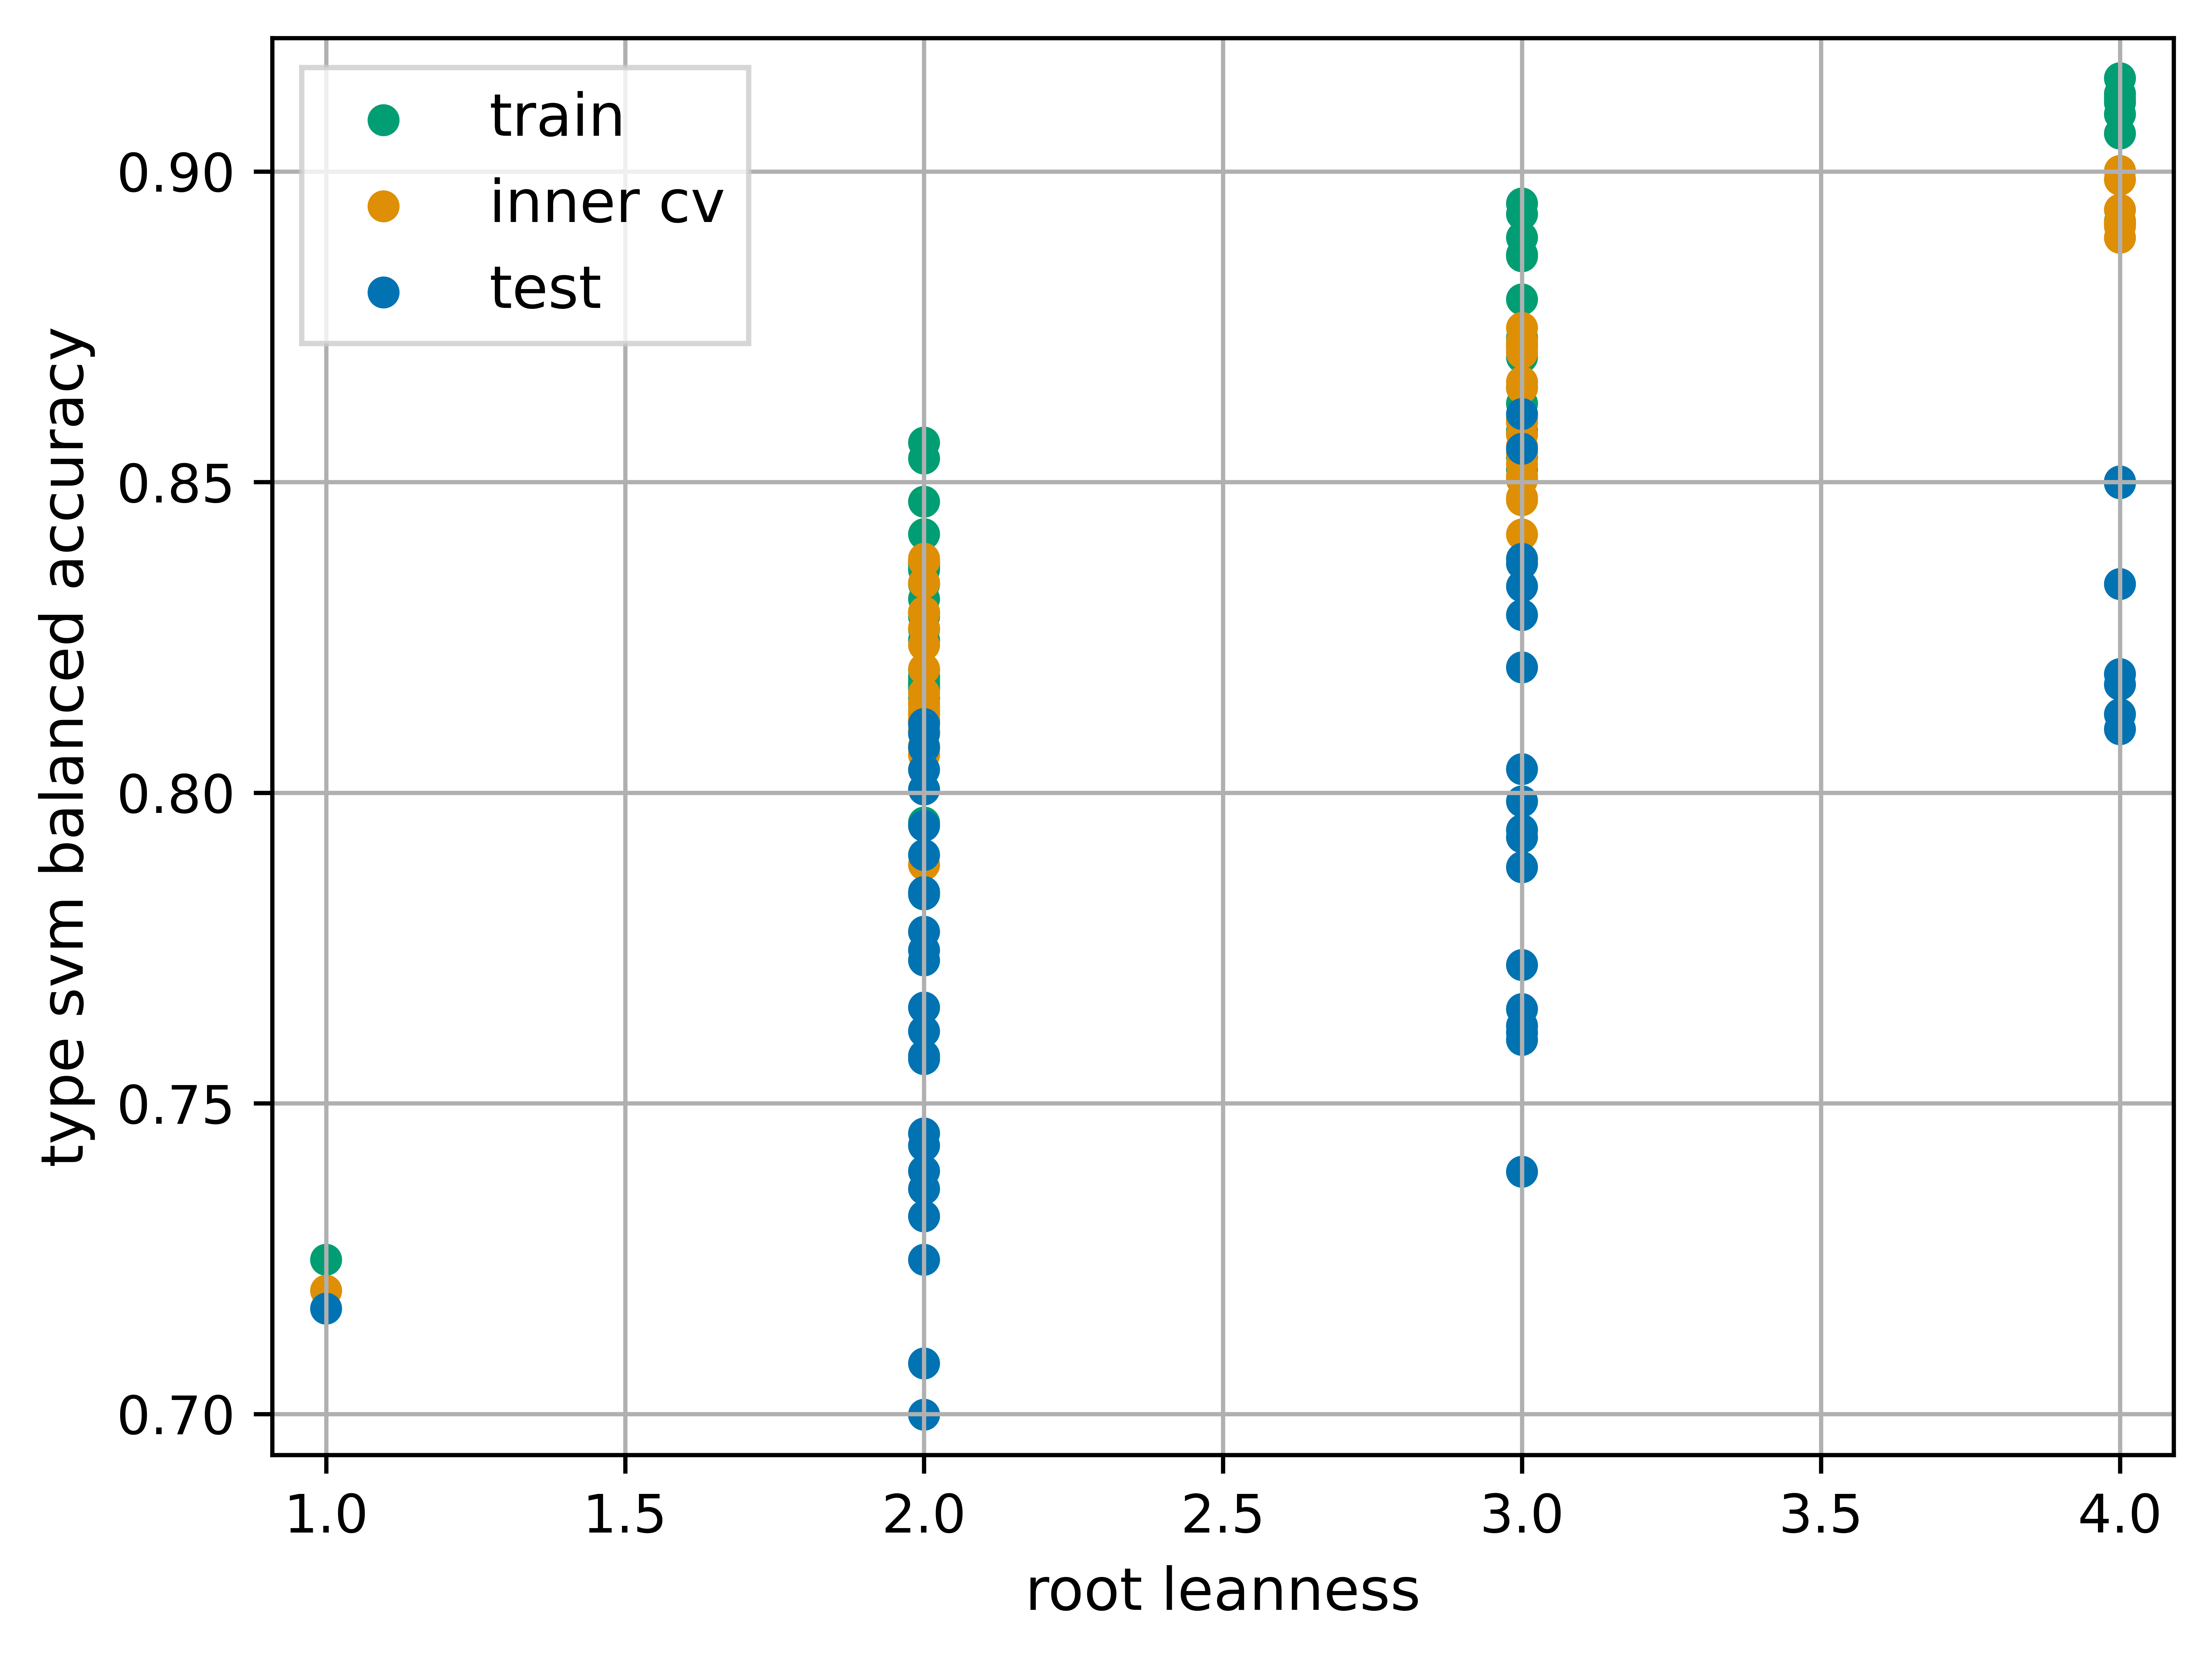 train
inner cv
test
0.90
0.85
0.80
0.75
0.70
type svm balanced accuracy
1.0
1.5
2.0
2.5
3.0
3.5
4.0
root leanness